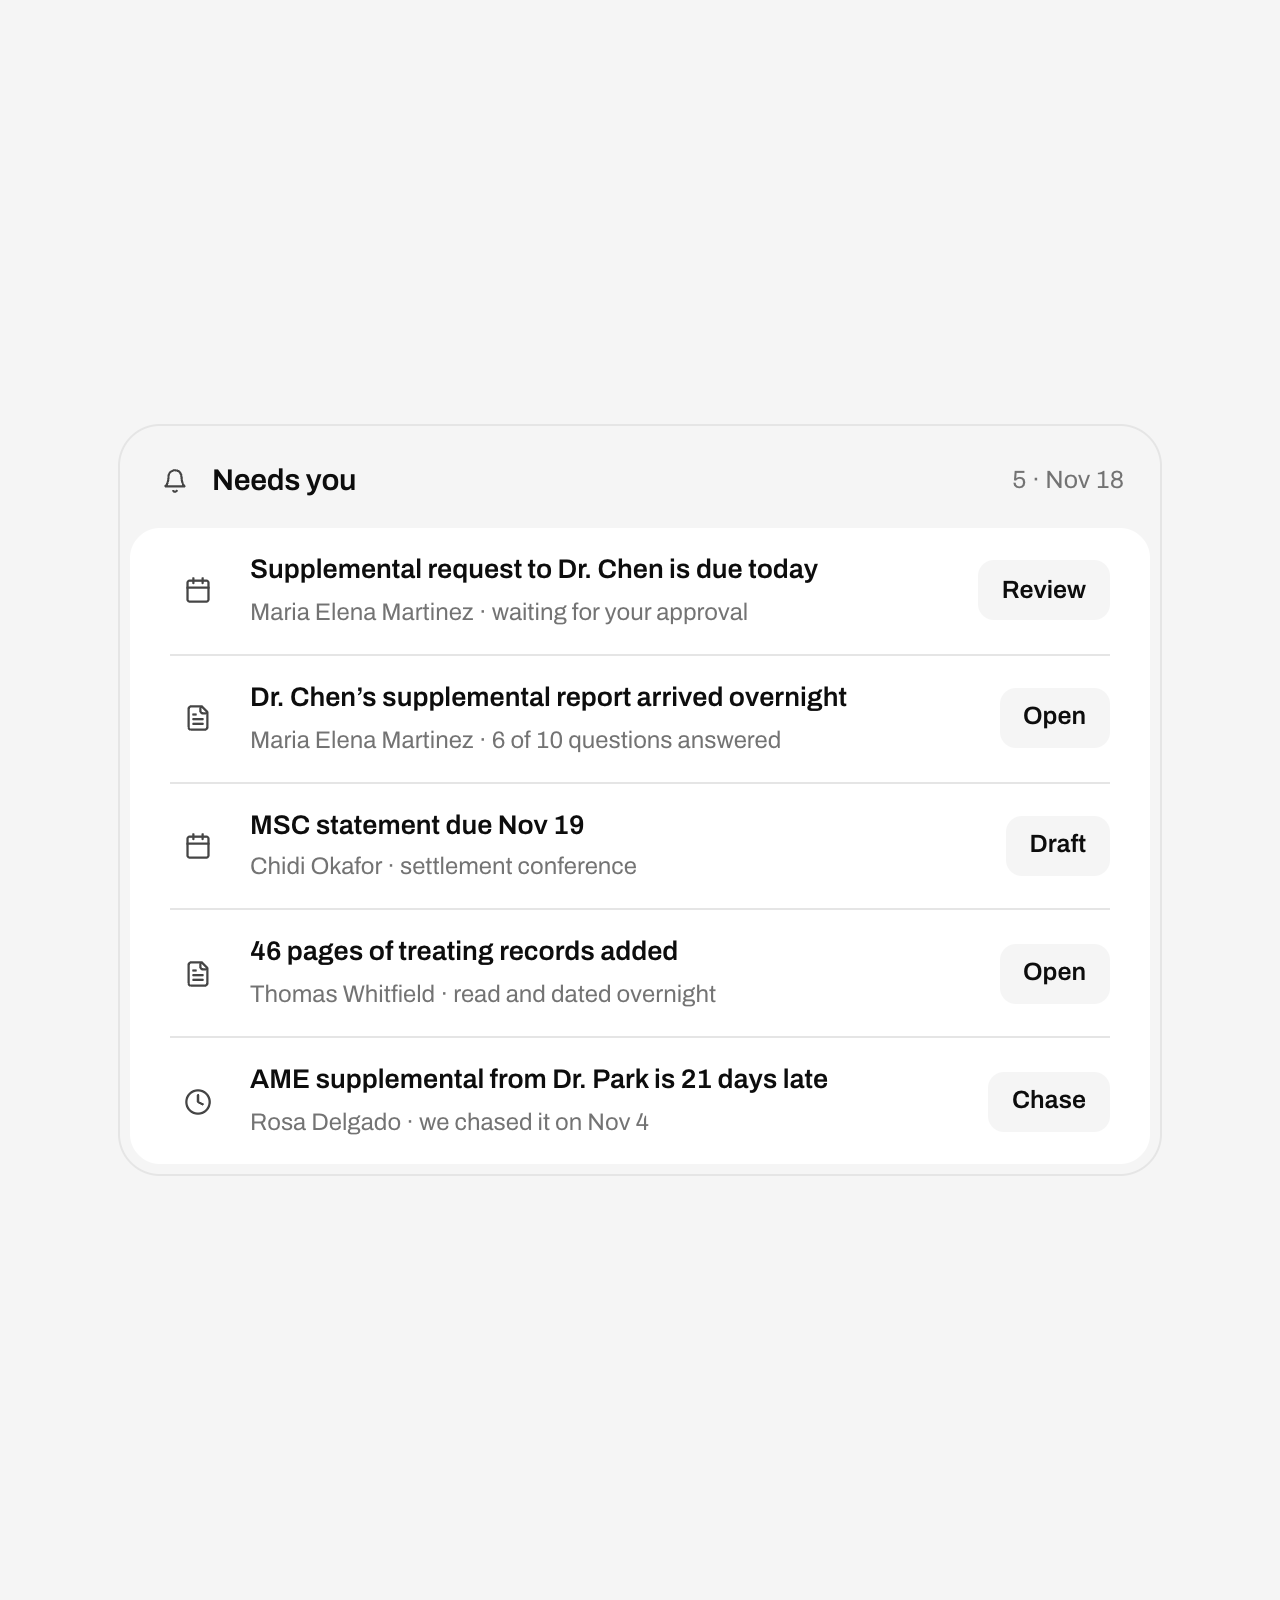 Needs you
5 · Nov 18
Supplemental request to Dr. Chen is due today
Maria Elena Martinez · waiting for your approval
Review
Dr. Chen’s supplemental report arrived overnight
Maria Elena Martinez · 6 of 10 questions answered
Open
MSC statement due Nov 19
Chidi Okafor · settlement conference
Draft
46 pages of treating records added
Thomas Whitfield · read and dated overnight
Open
AME supplemental from Dr. Park is 21 days late
Rosa Delgado · we chased it on Nov 4
Chase